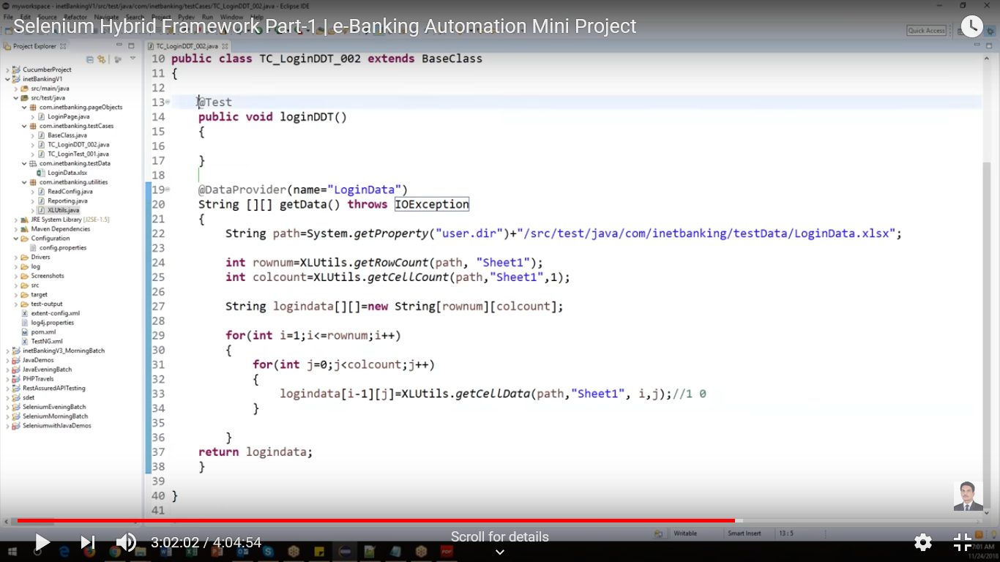 myworkspace - inetBankingV1/src/test/java/com/inetbanking/testCases/TC_LoginDDT_002.java - Eclipse IDE
File Edit Source Refactor Navigate Search Project Pydev Run Window Help
Selenium Hybrid Framework Part-1 | e-Banking Automation Mini Project
Quick Access
Project Explorer
TC_LoginDDT_002.java
CucumberProject
inetBankingV1
src/main/java
src/test/java
com.inetbanking.pageObjects
LoginPage.java
com.inetbanking.testCases
BaseClass.java
TC_LoginDDT_002.java
TC_LoginTest_001.java
com.inetbanking.testData
LoginData.xlsx
com.inetbanking.utilities
ReadConfig.java
Reporting.java
XLUtils.java
JRE System Library [J2SE-1.5]
Maven Dependencies
Configuration
config.properties
Drivers
log
Screenshots
src
target
test-output
extent-config.xml
log4j.properties
pom.xml
TestNG.xml
inetBankingV3_MorningBatch
JavaDemos
JavaEveningBatch
PHPTravels
RestAssuredAPITesting
sdet
SeleniumEveningBatch
SeleniumMorningBatch
SeleniumwithJavaDemos
10 public class TC_LoginDDT_002 extends BaseClass
11 {
12
13 @Test
14 public void loginDDT()
15 {
16
17 }
18
19 @DataProvider(name="LoginData")
20 String [][] getData() throws IOException
21 {
22 String path=System.getProperty("user.dir")+"/src/test/java/com/inetbanking/testData/LoginData.xlsx";
23
24 int rownum=XLUtils.getRowCount(path, "Sheet1");
25 int colcount=XLUtils.getCellCount(path,"Sheet1",1);
26
27 String logindata[][]=new String[rownum][colcount];
28
29 for(int i=1;i<=rownum;i++)
30 {
31 for(int j=0;j<colcount;j++)
32 {
33 logindata[i-1][j]=XLUtils.getCellData(path,"Sheet1", i,j);//1 0
34 }
35
36 }
37 return logindata;
38 }
39
40 }
41
Writable Smart Insert 13 : 5
3:02:02 / 4:04:54
Scroll for details
7:01 AM
11/24/2018